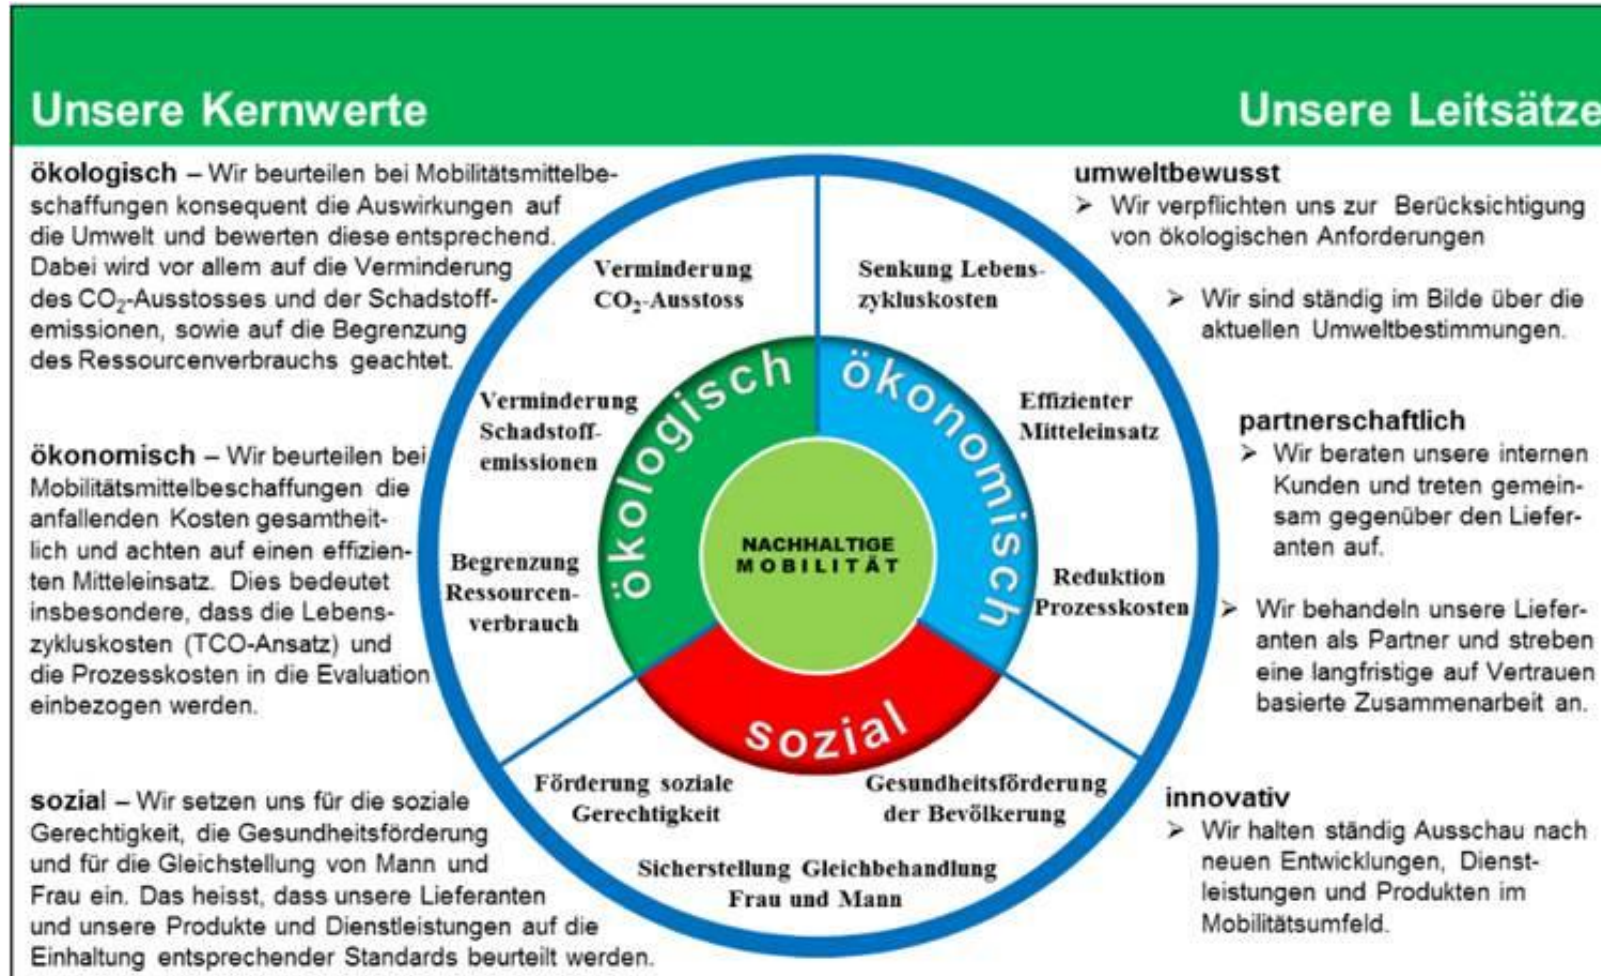 Unsere Kernwerte
Unsere Leitsätze
ökologisch – Wir beurteilen bei Mobilitätsmittelbe-
schaffungen konsequent die Auswirkungen auf
die Umwelt und bewerten diese entsprechend.
Dabei wird vor allem auf die Verminderung
des CO₂-Ausstosses und der Schadstoff-
emissionen, sowie auf die Begrenzung
des Ressourcenverbrauchs geachtet.
ökonomisch – Wir beurteilen bei
Mobilitätsmittelbeschaffungen die
anfallenden Kosten gesamtheit-
lich und achten auf einen effizien-
ten Mitteleinsatz. Dies bedeutet
insbesondere, dass die Lebens-
zykluskosten (TCO-Ansatz) und
die Prozesskosten in die Evaluation
einbezogen werden.
sozial – Wir setzen uns für die soziale
Gerechtigkeit, die Gesundheitsförderung
und für die Gleichstellung von Mann und
Frau ein. Das heisst, dass unsere Lieferanten
und unsere Produkte und Dienstleistungen auf die
Einhaltung entsprechender Standards beurteilt werden.
Verminderung
CO₂-Ausstoss
Verminderung
Schadstoff-
emissionen
Begrenzung
Ressourcen-
verbrauch
Senkung Lebens-
zykluskosten
Effizienter
Mitteleinsatz
Reduktion
Prozesskosten
ökologisch
ökonomisch
sozial
NACHHALTIGE
MOBILITÄT
Förderung soziale
Gerechtigkeit
Gesundheitsförderung
der Bevölkerung
Sicherstellung Gleichbehandlung
Frau und Mann
umweltbewusst
➢ Wir verpflichten uns zur Berücksichtigung
von ökologischen Anforderungen
➢ Wir sind ständig im Bilde über die
aktuellen Umweltbestimmungen.
partnerschaftlich
➢ Wir beraten unsere internen
Kunden und treten gemein-
sam gegenüber den Liefer-
anten auf.
➢ Wir behandeln unsere Liefer-
anten als Partner und streben
eine langfristige auf Vertrauen
basierte Zusammenarbeit an.
innovativ
➢ Wir halten ständig Ausschau nach
neuen Entwicklungen, Dienst-
leistungen und Produkten im
Mobilitätsumfeld.